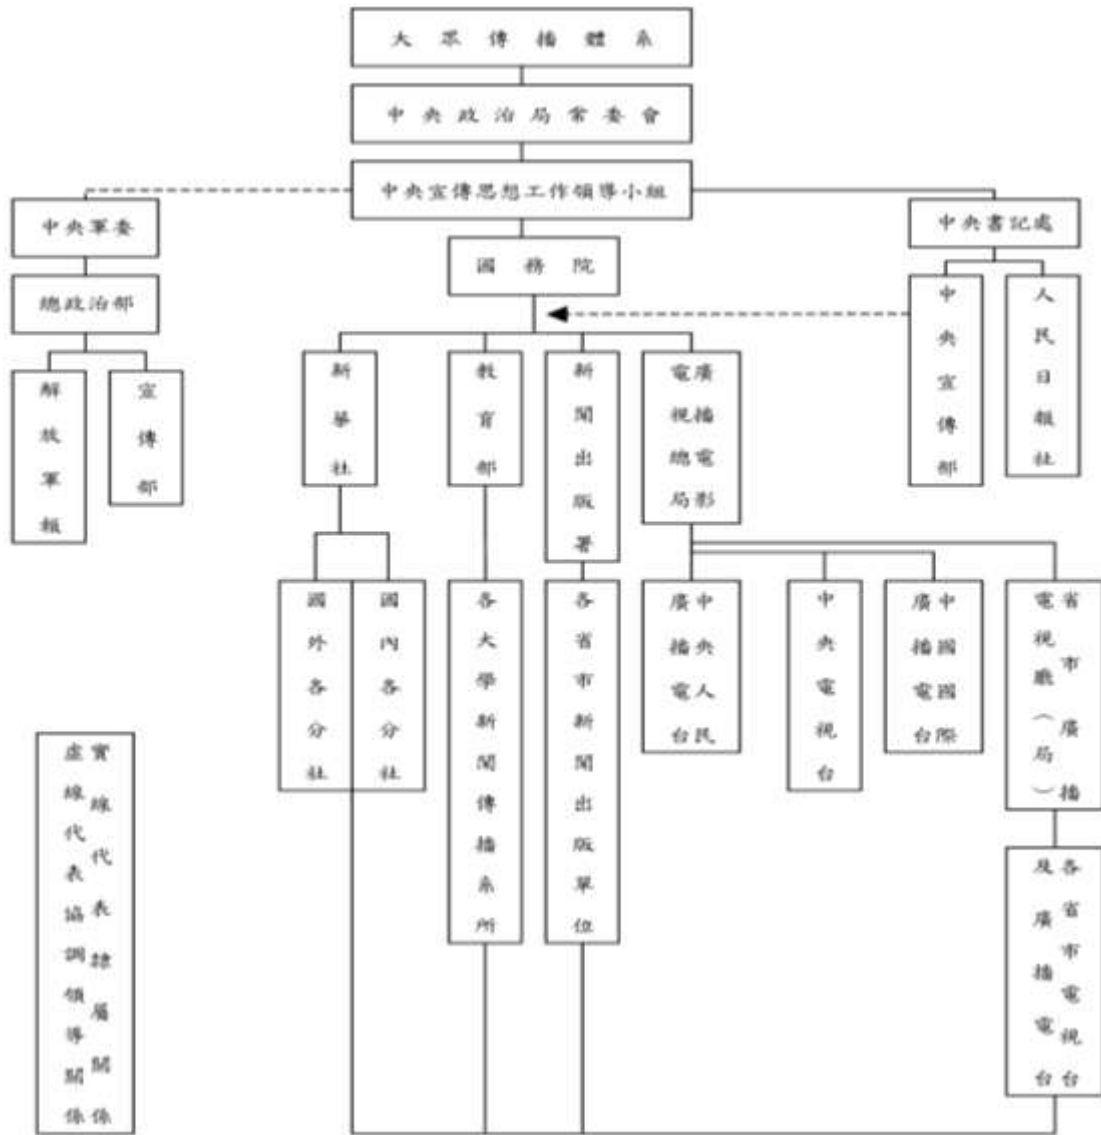 大眾傳播體系
中央政治局常委會
中央宣傳思想工作領導小組
中央軍委
總政治部
解放軍報
宣傳部
國務院
中央書記處
中央宣傳部
人民日報社
新華社
教育部
新聞出版署
廣播電影
電視總局
國外各分社
國內各分社
各大學新聞傳播系所
各省市新聞出版單位
中央人民
廣播電台
中央電視台
中國國際
廣播電台
省市廣播
電視廳（局）
各省市電視台
及廣播電台
實線代表隸屬關係
虛線代表協調領導關係